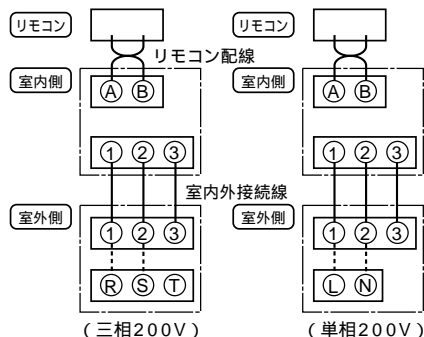 リモコン リモコン
リモコン配線
室内側 A B 室内側 A B
1 2 3 1 2 3
室内外接続線
室外側 1 2 3 室外側 1 2 3
R S T L N
(三相200V) (単相200V)